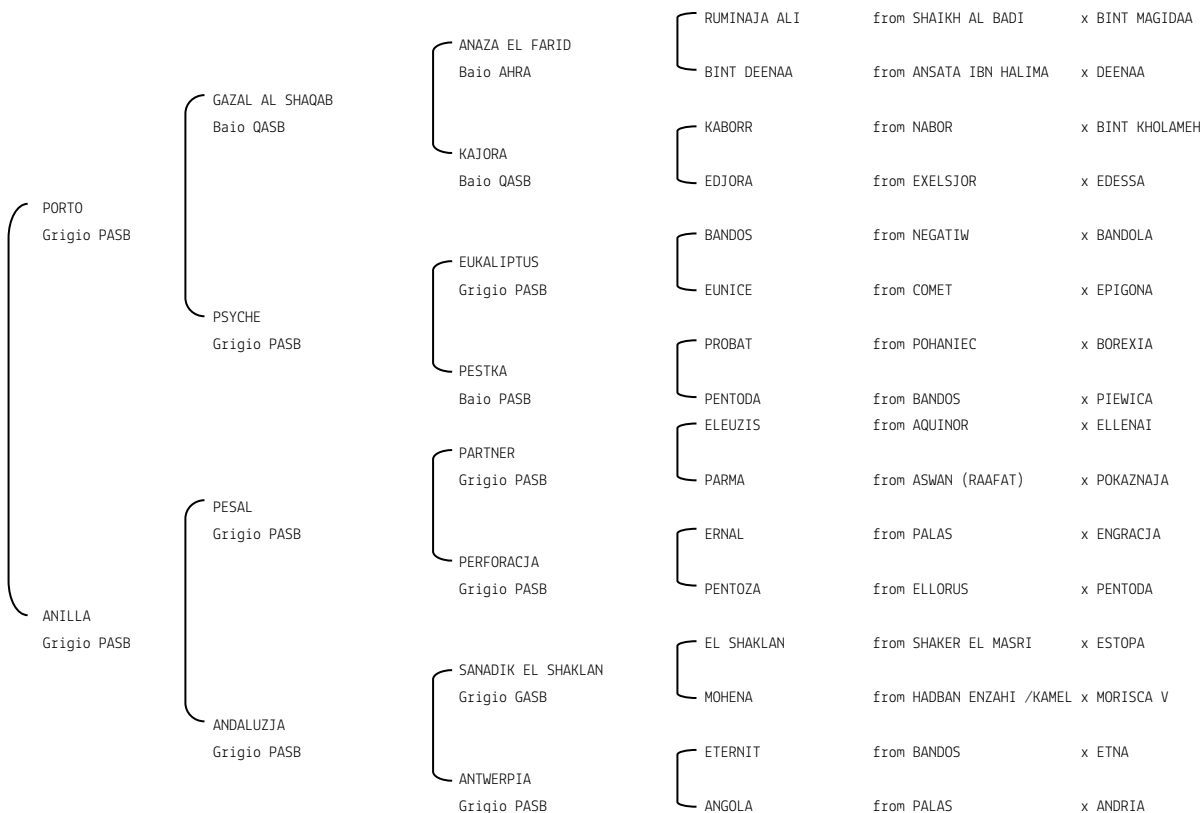 RUMINAJA ALI from SHAIKH AL BADI x BINT MAGIDAA
ANAZA EL FARID
Baio AHRA BINT DEENAA from ANSATA IBN HALIMA x DEENAA
GAZAL AL SHAQAB
Baio QASB KABORR from NABOR x BINT KHOLAMEH
KAJORA
Baio QASB EDJORA from EXELSJOR x EDESSA
PORTO
Grigio PASB BANDOS from NEGATIW x BANDOLA
EUKALIPTUS
Grigio PASB EUNICE from COMET x EPIGONA
PSYCHE
Grigio PASB PROBAT from POHANIEC x BOREXIA
PESTKA
Baio PASB PENTODA from BANDOS x PIEWICA
ELEUZIS from AQUINOR x ELLENAI
PARTNER
Grigio PASB PARMA from ASWAN (RAAFAT) x POKAZNAJA
PESAL
Grigio PASB ERNAL from PALAS x ENGRACJA
PERFORACJA
Grigio PASB PENTOZA from ELLORUS x PENTODA
ANILLA
Grigio PASB EL SHAKLAN from SHAKER EL MASRI x ESTOPA
SANADIK EL SHAKLAN
Grigio GASB MOHENA from HADBAN ENZAHI /KAMEL x MORISCA V
ANDALUZJA
Grigio PASB ETERNIT from BANDOS x ETNA
ANTWERPIA
Grigio PASB ANGOLA from PALAS x ANDRIA